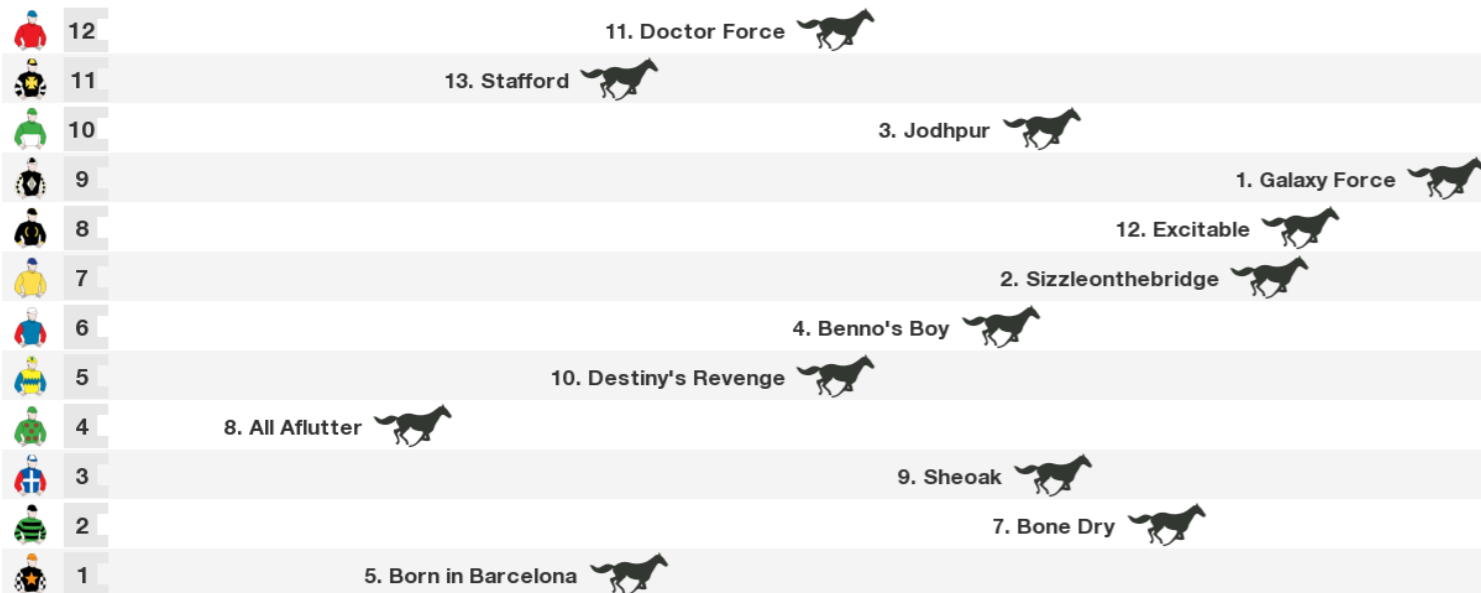 12 11. Doctor Force
11 13. Stafford
10 3. Jodhpur
9 1. Galaxy Force
8 12. Excitable
7 2. Sizzleonthebridge
6 4. Benno's Boy
5 10. Destiny's Revenge
4 8. All Aflutter
3 9. Sheoak
2 7. Bone Dry
1 5. Born in Barcelona